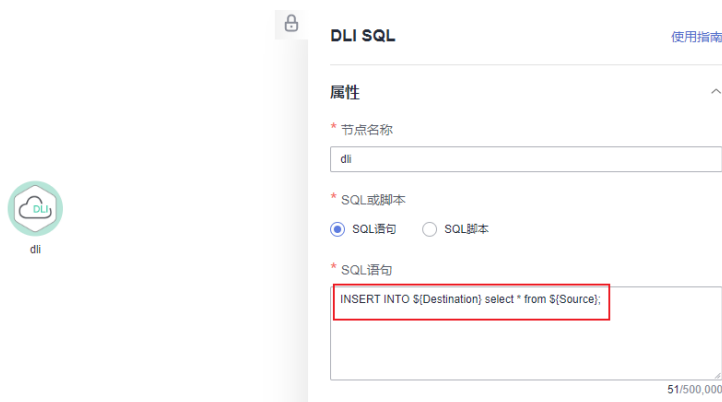 DLI SQL
使用指南
属性
* 节点名称
dli
* SQL或脚本
SQL语句 SQL脚本
* SQL语句
INSERT INTO ${Destination} select * from ${Source};
51/500,000
DLI
dli